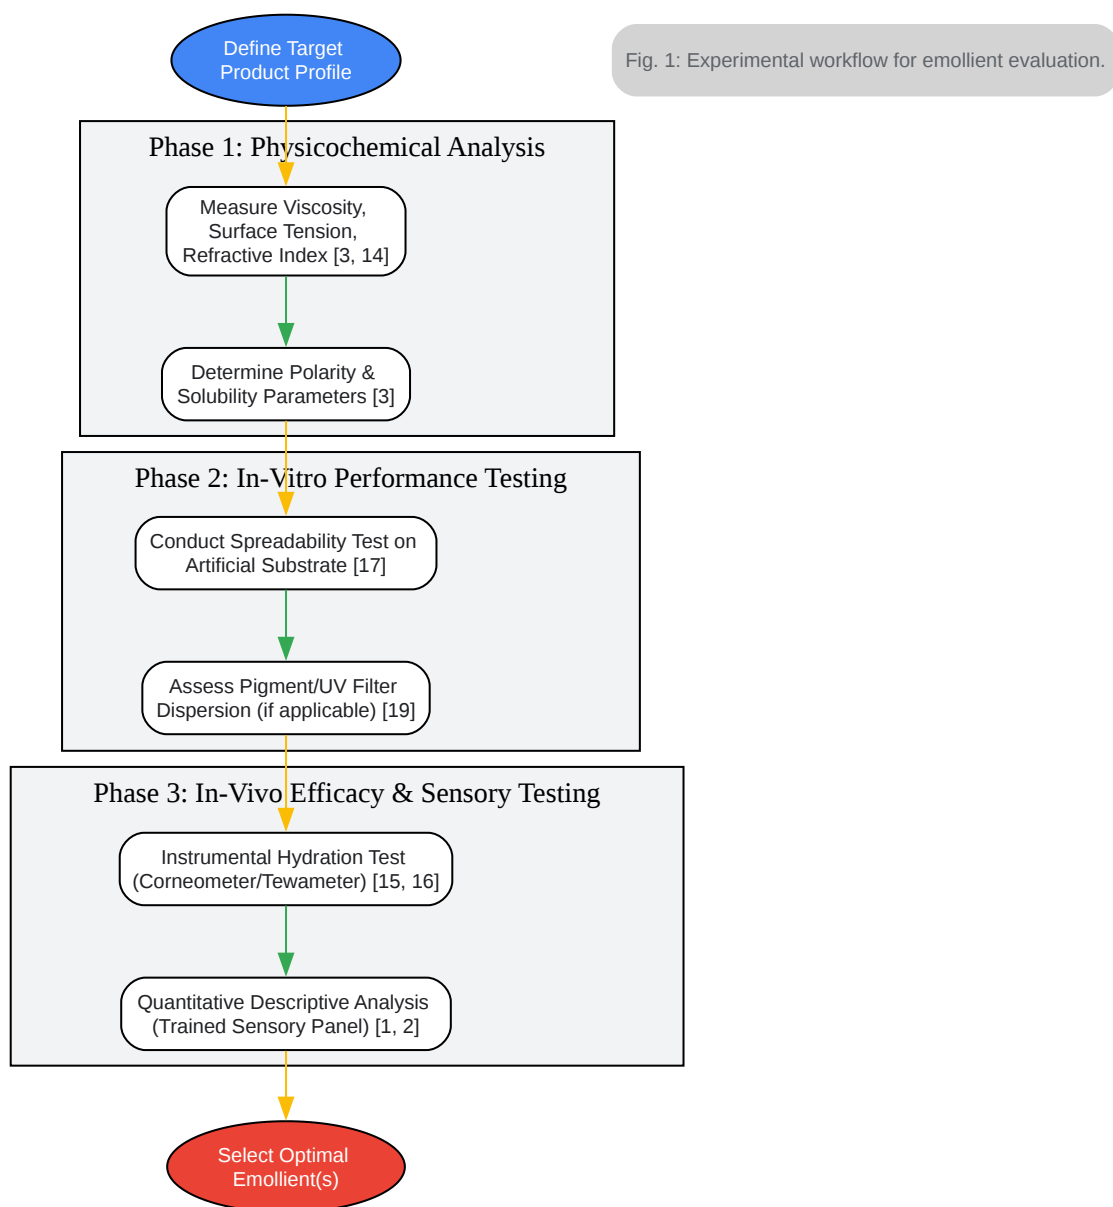 Define Target
Product Profile
Fig. 1: Experimental workflow for emollient evaluation.
Phase 1: Physicochemical Analysis
Measure Viscosity,
Surface Tension,
Refractive Index [3, 14]
Determine Polarity &
Solubility Parameters [3]
Phase 2: In-Vitro Performance Testing
Conduct Spreadability Test on
Artificial Substrate [17]
Assess Pigment/UV Filter
Dispersion (if applicable) [19]
Phase 3: In-Vivo Efficacy & Sensory Testing
Instrumental Hydration Test
(Corneometer/Tewameter) [15, 16]
Quantitative Descriptive Analysis
(Trained Sensory Panel) [1, 2]
Select Optimal
Emollient(s)